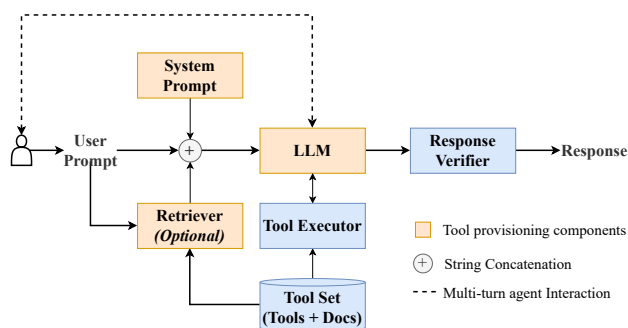 System
Prompt
User
Prompt
+
LLM
Response
Verifier
Response
Retriever
(Optional)
Tool Executor
Tool Set
(Tools + Docs)
Tool provisioning components
+
String Concatenation
Multi-turn agent Interaction